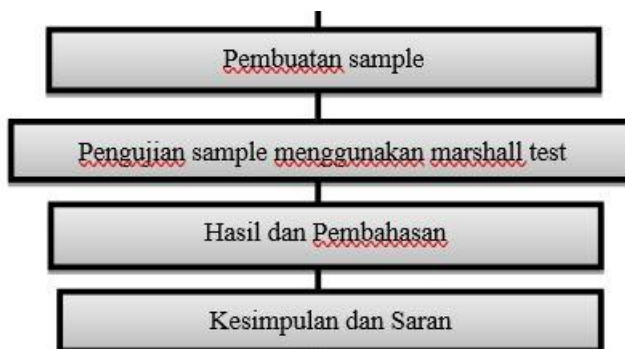 Pembuatan sample
Pengujian sample menggunakan marshall test
Hasil dan Pembahasan
Kesimpulan dan Saran